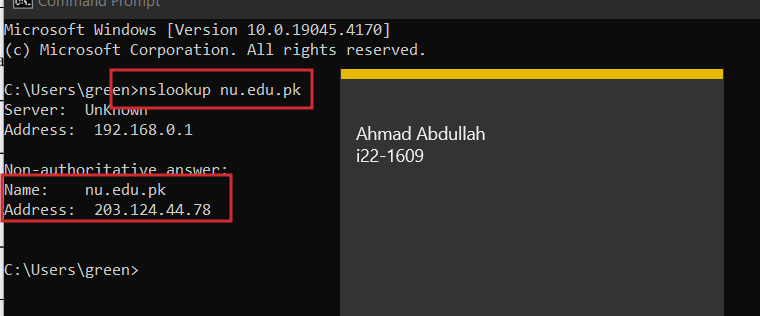 Command Prompt
Microsoft Windows [Version 10.0.19045.4170]
(c) Microsoft Corporation. All rights reserved.
C:\Users\green>nslookup nu.edu.pk
Server:  UnKnown
Address:  192.168.0.1
Non-authoritative answer:
Name:    nu.edu.pk
Address:  203.124.44.78
C:\Users\green>
Ahmad Abdullah
i22-1609